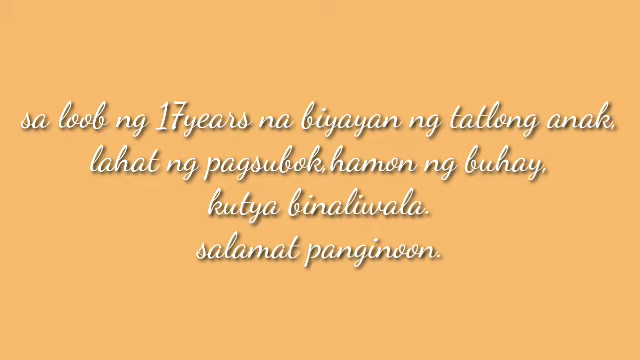 sa loob ng 17years na biyayan ng tatlong anak,
lahat ng pagsubok,hamon ng buhay,
kutya binaliwala.
salamat panginoon.